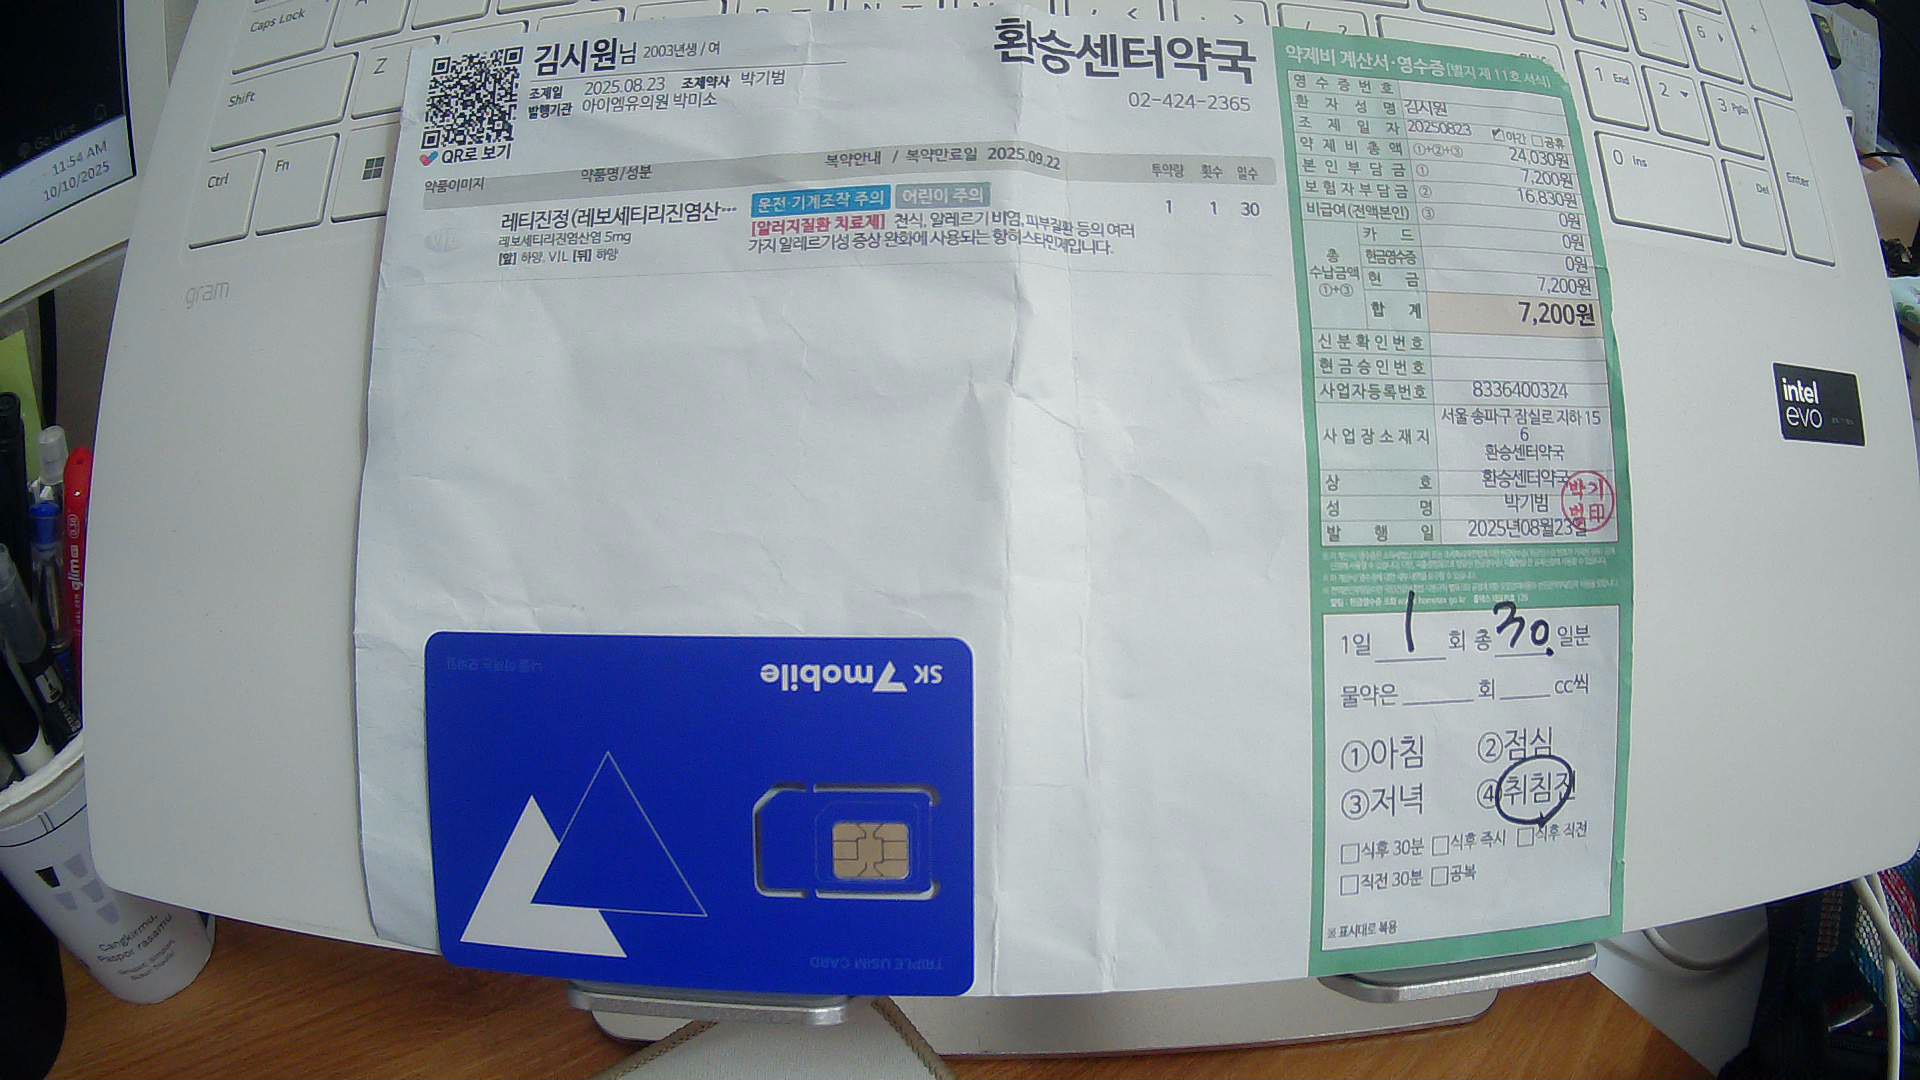 Caps Lock
Shift
Z
Ctrl
Fn
Go Live
11:54 AM
10/10/2025
gram
5
6
1 End
2
3 PgDn
0 Ins
Del
Enter
intel
evo
QR로 보기
김시원님 2003년생 / 여
조제일 2025.08.23 조제약사 박기범
발행기관 아이엠유의원 박미소
환승센터약국
02-424-2365
약품이미지 약품명/성분 복약안내 / 복약만료일 2025.09.22 투약량 횟수 일수
레티진정(레보세티리진염산… 운전·기계조작 주의 어린이 주의 1 1 30
레보세티리진염산염 5mg
[앞] 하양, VIL [뒤] 하양
[알러지질환 치료제] 천식, 알레르기 비염, 피부질환 등의 여러
가지 알레르기성 증상 완화에 사용되는 항히스타민제입니다.
약제비 계산서·영수증[별지 제 11호 서식]
영수증번호
환자성명 김시원
조제일자 20250823 야간 공휴
약제비총액 ①+②+③ 24,030원
본인부담금 ① 7,200원
보험자부담금 ② 16,830원
비급여(전액본인) ③ 0원
총수납금액 ①+③
카드 0원
현금영수증 0원
현금 7,200원
합계 7,200원
신분확인번호
현금승인번호
사업자등록번호 8336400324
사업장소재지 서울 송파구 잠실로 지하 15
6
환승센터약국
상호 환승센터약국
성명 박기범
발행일 2025년08월23일
박기
범印
1일 1 회 총 30. 일분
물약은 회 cc씩
①아침 ②점심
③저녁 ④취침전
식후 30분 식후 즉시 식후 직전
직전 30분 공복
※ 표시대로 복용
SK 7mobile
TRIPLE USIM CARD
glim
Cangkirmu,